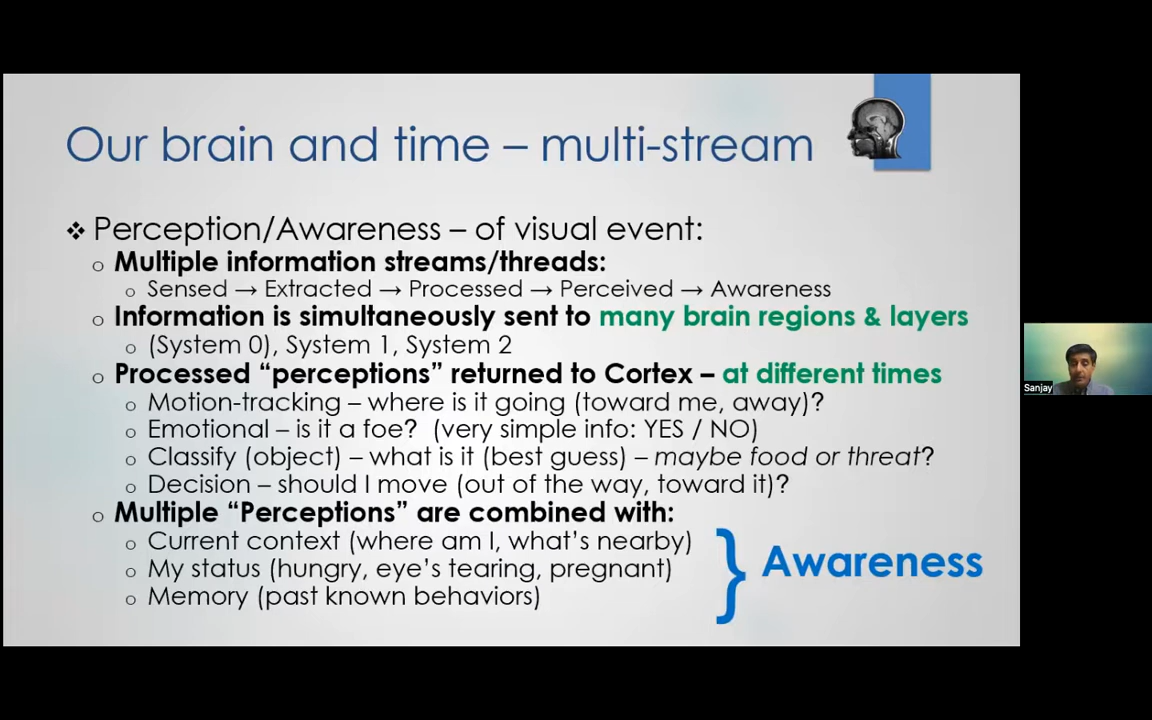 Our brain and time – multi-stream
❖ Perception/Awareness – of visual event:
o Multiple information streams/threads:
o Sensed → Extracted → Processed → Perceived → Awareness
o Information is simultaneously sent to many brain regions & layers
o (System 0), System 1, System 2
o Processed “perceptions” returned to Cortex – at different times
o Motion-tracking – where is it going (toward me, away)?
o Emotional – is it a foe? (very simple info: YES / NO)
o Classify (object) – what is it (best guess) – maybe food or threat?
o Decision – should I move (out of the way, toward it)?
o Multiple “Perceptions” are combined with:
o Current context (where am I, what’s nearby)
o My status (hungry, eye’s tearing, pregnant)
o Memory (past known behaviors)
} Awareness
Sanjay